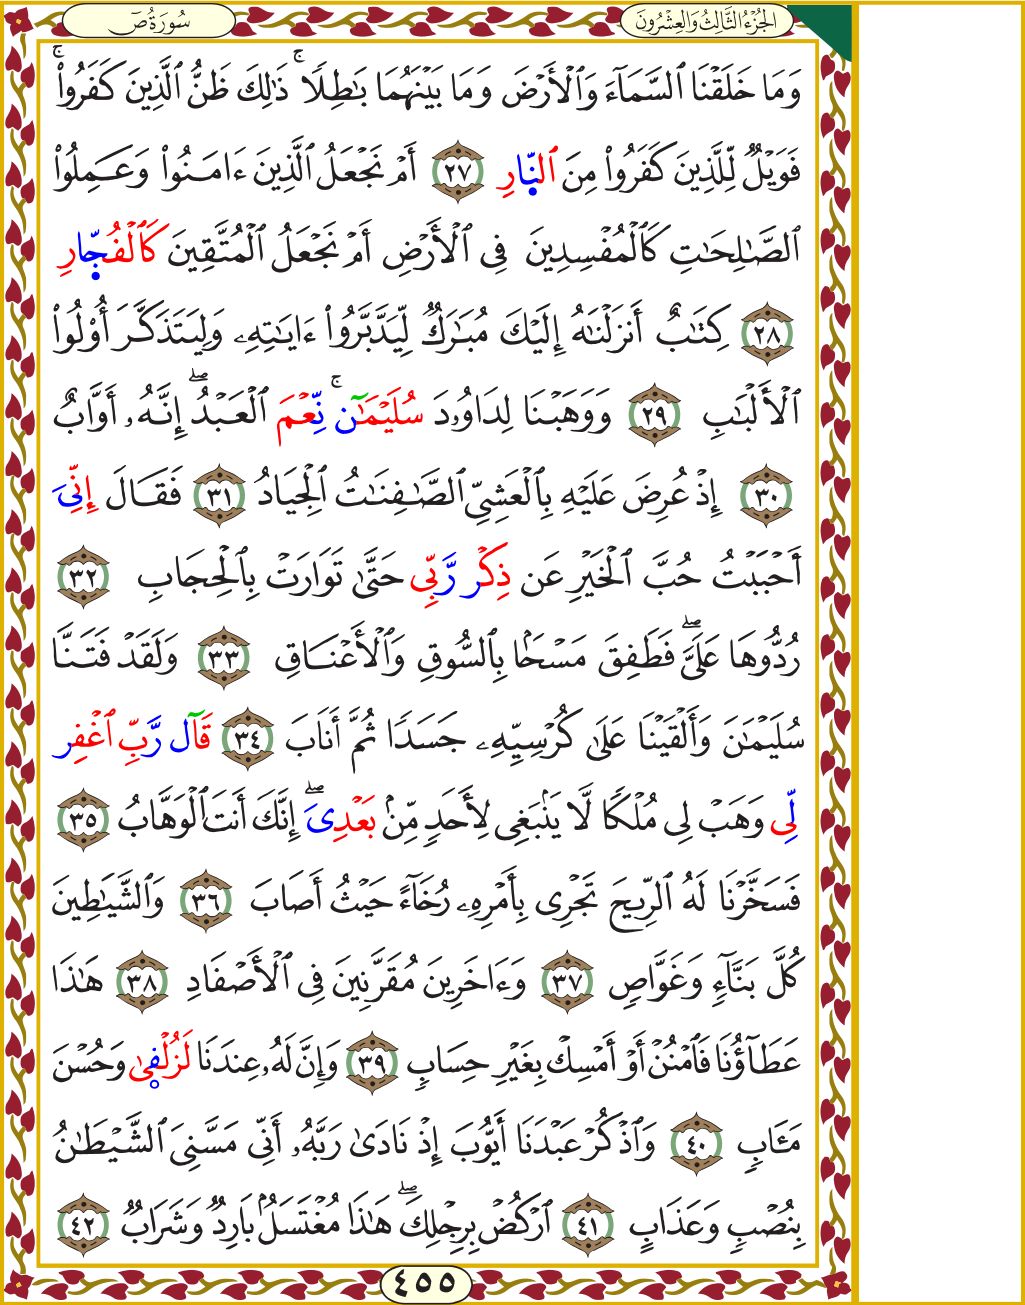 سُورَةُ صٓ
الجُزْءُ الثَّالِثُ وَالعِشْرُونَ
وَمَا خَلَقْنَا ٱلسَّمَآءَ وَٱلْأَرْضَ وَمَا بَيْنَهُمَا بَٰطِلًاۚ ذَٰلِكَ ظَنُّ ٱلَّذِينَ كَفَرُوا۟ۚ
فَوَيْلٌ لِّلَّذِينَ كَفَرُوا۟ مِنَ ٱلنّ۪ارِ ٢٧ أَمْ نَجْعَلُ ٱلَّذِينَ ءَامَنُوا۟ وَعَمِلُوا۟
ٱلصَّٰلِحَٰتِ كَٱلْمُفْسِدِينَ فِى ٱلْأَرْضِ أَمْ نَجْعَلُ ٱلْمُتَّقِينَ كَٱلْفُجّ۪ارِ
٢٨ كِتَٰبٌ أَنزَلْنَٰهُ إِلَيْكَ مُبَٰرَكٌ لِّيَدَّبَّرُوٓا۟ ءَايَٰتِهِۦ وَلِيَتَذَكَّرَ أُو۟لُوا۟
ٱلْأَلْبَٰبِ ٢٩ وَوَهَبْنَا لِدَاوُۥدَ سُلَيْمَٰٓن نِّعْمَ ٱلْعَبْدُۖ إِنَّهُۥ أَوَّابٌ
٣٠ إِذْ عُرِضَ عَلَيْهِ بِٱلْعَشِىِّ ٱلصَّٰفِنَٰتُ ٱلْجِيَادُ ٣١ فَقَالَ إِنِّىَ
أَحْبَبْتُ حُبَّ ٱلْخَيْرِ عَن ذِكْر رَّبِّى حَتَّىٰ تَوَارَتْ بِٱلْحِجَابِ ٣٢
رُدُّوهَا عَلَىَّۖ فَطَفِقَ مَسْحًۢا بِٱلسُّوقِ وَٱلْأَعْنَاقِ ٣٣ وَلَقَدْ فَتَنَّا
سُلَيْمَٰنَ وَأَلْقَيْنَا عَلَىٰ كُرْسِيِّهِۦ جَسَدًا ثُمَّ أَنَابَ ٣٤ قَآل رَّبِّ ٱغْفِر
لِّى وَهَبْ لِى مُلْكًا لَّا يَنۢبَغِى لِأَحَدٍ مِّنۢ بَعْدِىَۖ إِنَّكَ أَنتَ ٱلْوَهَّابُ ٣٥
فَسَخَّرْنَا لَهُ ٱلرِّيحَ تَجْرِى بِأَمْرِهِۦ رُخَآءً حَيْثُ أَصَابَ ٣٦ وَٱلشَّيَٰطِينَ
كُلَّ بَنَّآءٍ وَغَوَّاصٍ ٣٧ وَءَاخَرِينَ مُقَرَّنِينَ فِى ٱلْأَصْفَادِ ٣٨ هَٰذَا
عَطَآؤُنَا فَٱمْنُنْ أَوْ أَمْسِكْ بِغَيْرِ حِسَابٍ ٣٩ وَإِنَّ لَهُۥ عِندَنَا لَزُلْفىٰ وَحُسْنَ
مَـَٔابٍ ٤٠ وَٱذْكُرْ عَبْدَنَآ أَيُّوبَ إِذْ نَادَىٰ رَبَّهُۥٓ أَنِّى مَسَّنِىَ ٱلشَّيْطَٰنُ
بِنُصْبٍ وَعَذَابٍ ٤١ ٱرْكُضْ بِرِجْلِكَۖ هَٰذَا مُغْتَسَلٌۢ بَارِدٌ وَشَرَابٌ ٤٢
٤٥٥